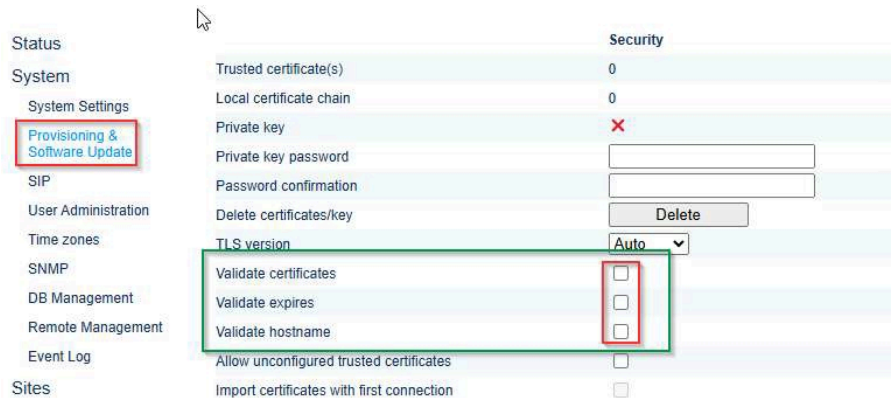 Status
System
System Settings
Provisioning &
Software Update
SIP
User Administration
Time zones
SNMP
DB Management
Remote Management
Event Log
Sites
Security
Trusted certificate(s) 0
Local certificate chain 0
Private key
Private key password
Password confirmation
Delete certificates/key Delete
TLS version Auto
Validate certificates
Validate expires
Validate hostname
Allow unconfigured trusted certificates
Import certificates with first connection